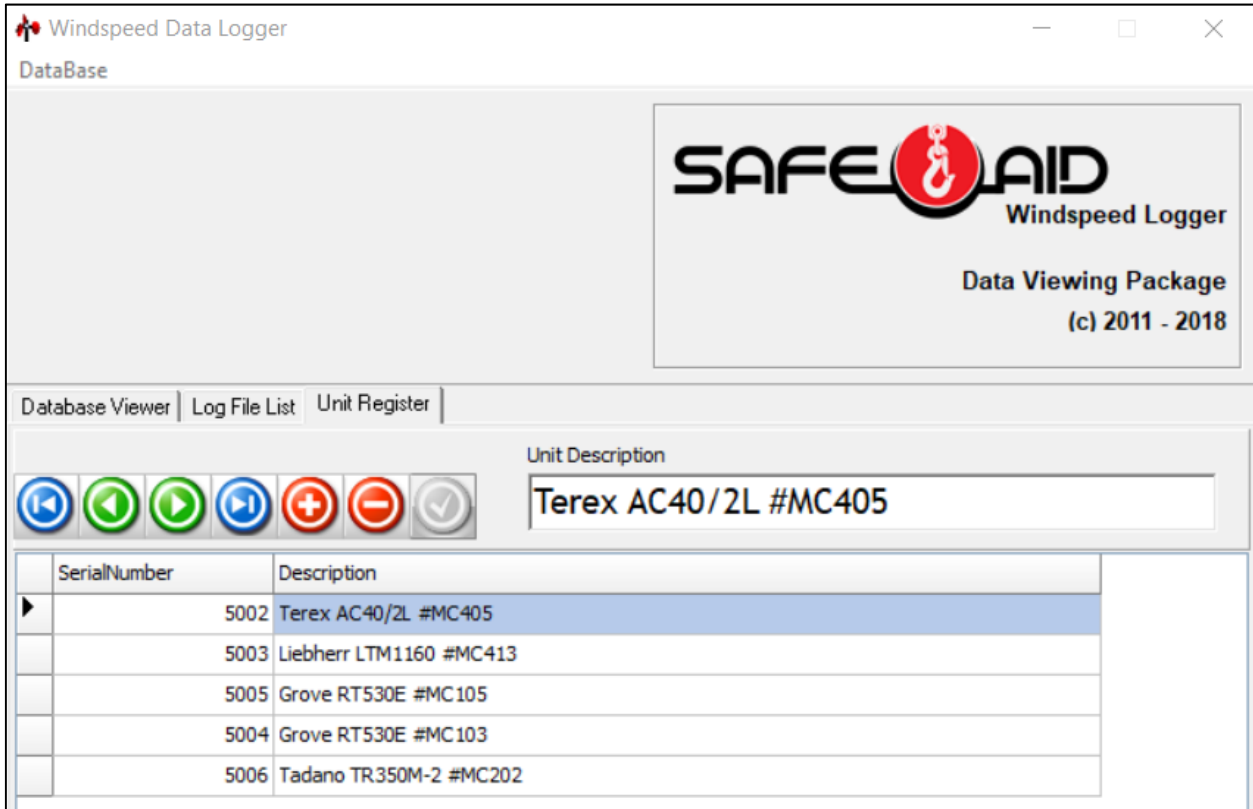 Windspeed Data Logger
DataBase
SAFE AID
Windspeed Logger
Data Viewing Package
(c) 2011 - 2018
Database Viewer Log File List Unit Register
Unit Description
Terex AC40/2L #MC405
SerialNumber Description
5002 Terex AC40/2L #MC405
5003 Liebherr LTM1160 #MC413
5005 Grove RT530E #MC105
5004 Grove RT530E #MC103
5006 Tadano TR350M-2 #MC202